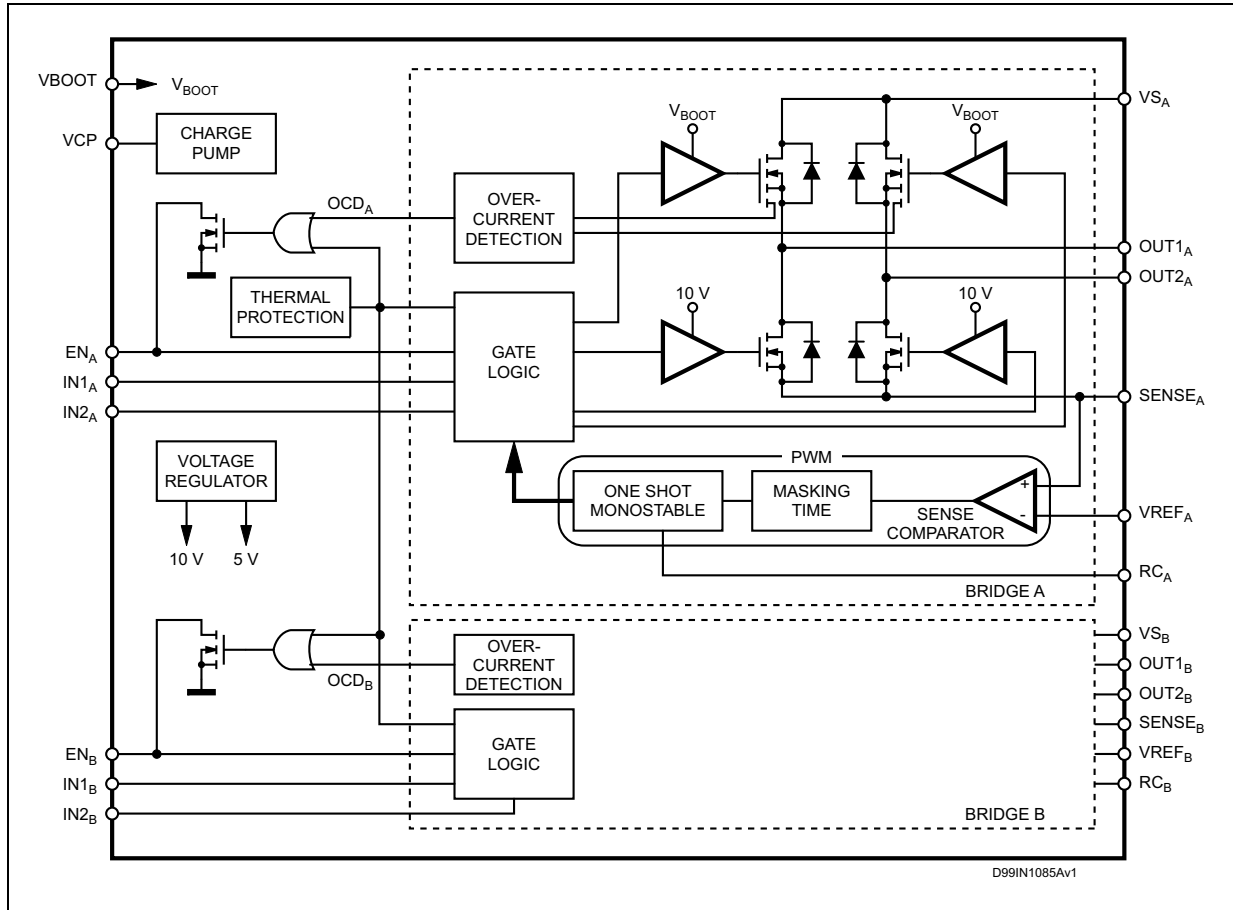 VBOOT
VBOOT
VCP
CHARGE
PUMP
OCDA
OVER-
CURRENT
DETECTION
VBOOT
VBOOT
VSA
OUT1A
OUT2A
THERMAL
PROTECTION
GATE
LOGIC
10 V
10 V
ENA
IN1A
IN2A
SENSEA
VOLTAGE
REGULATOR
10 V
5 V
PWM
ONE SHOT
MONOSTABLE
MASKING
TIME
+
-
SENSE
COMPARATOR
VREFA
RCA
BRIDGE A
OCDB
OVER-
CURRENT
DETECTION
VSB
OUT1B
OUT2B
SENSEB
VREFB
RCB
GATE
LOGIC
ENB
IN1B
IN2B
BRIDGE B
D99IN1085Av1